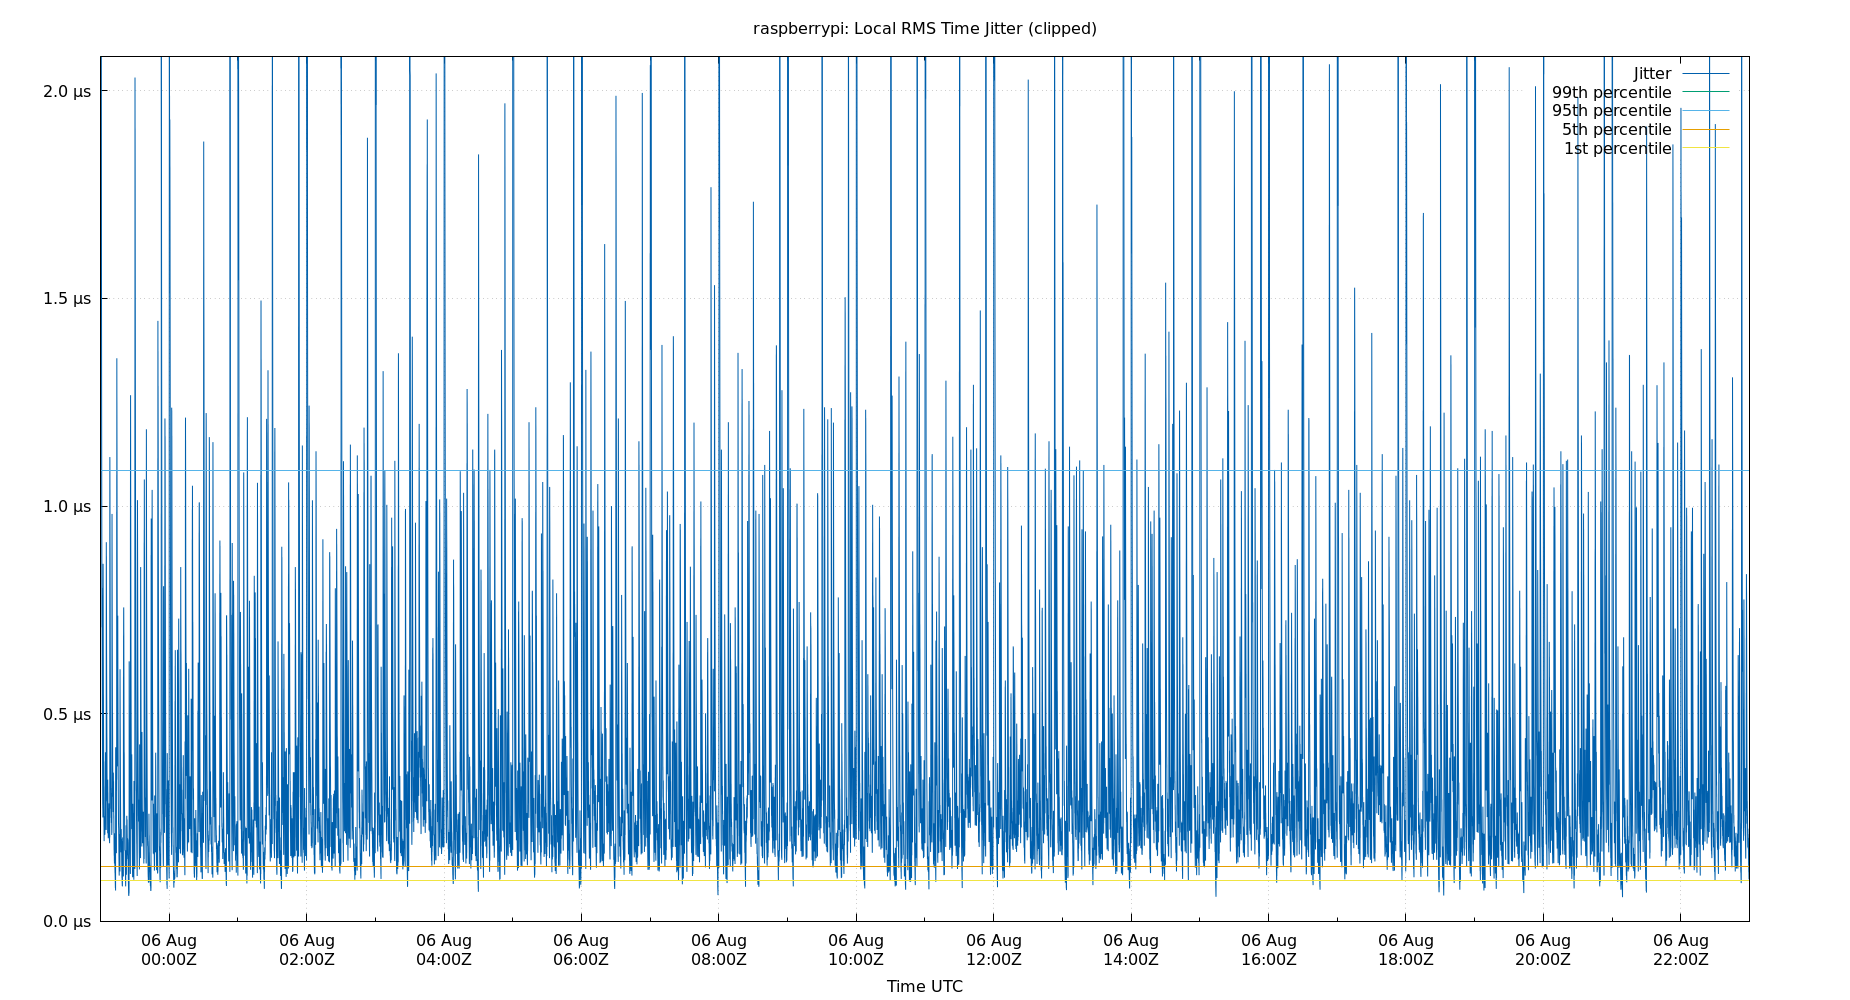 raspberrypi: Local RMS Time Jitter (clipped)
Jitter
99th percentile
95th percentile
5th percentile
1st percentile
2.0 µs
1.5 µs
1.0 µs
0.5 µs
0.0 µs
06 Aug 06 Aug 06 Aug 06 Aug 06 Aug 06 Aug 06 Aug 06 Aug 06 Aug 06 Aug 06 Aug 06 Aug
00:00Z 02:00Z 04:00Z 06:00Z 08:00Z 10:00Z 12:00Z 14:00Z 16:00Z 18:00Z 20:00Z 22:00Z
Time UTC